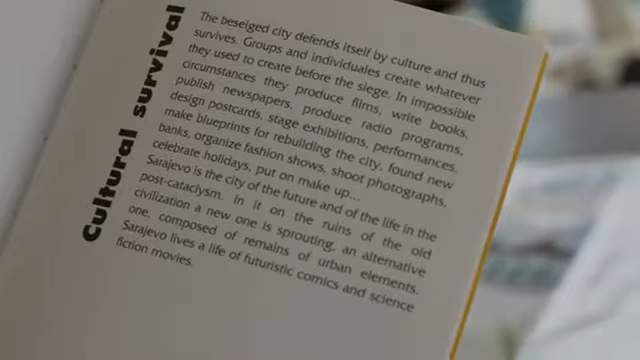 Cultural survival
The beseiged city defends itself by culture and thus
survives. Groups and individuales create whatever
they used to create before the siege. In impossible
circumstances they produce films, write books,
publish newspapers, produce radio programs,
design postcards, stage exhibitions, performances,
make blueprints for rebuilding the city, found new
banks, organize fashion shows, shoot photographs,
celebrate holidays, put on make up...
Sarajevo is the city of the future and of the life in the
post-cataclysm. In it on the ruins of the old
civilization a new one is sprouting, an alternative
one, composed of remains of urban elements.
Sarajevo lives a life of futuristic comics and science
fiction movies.